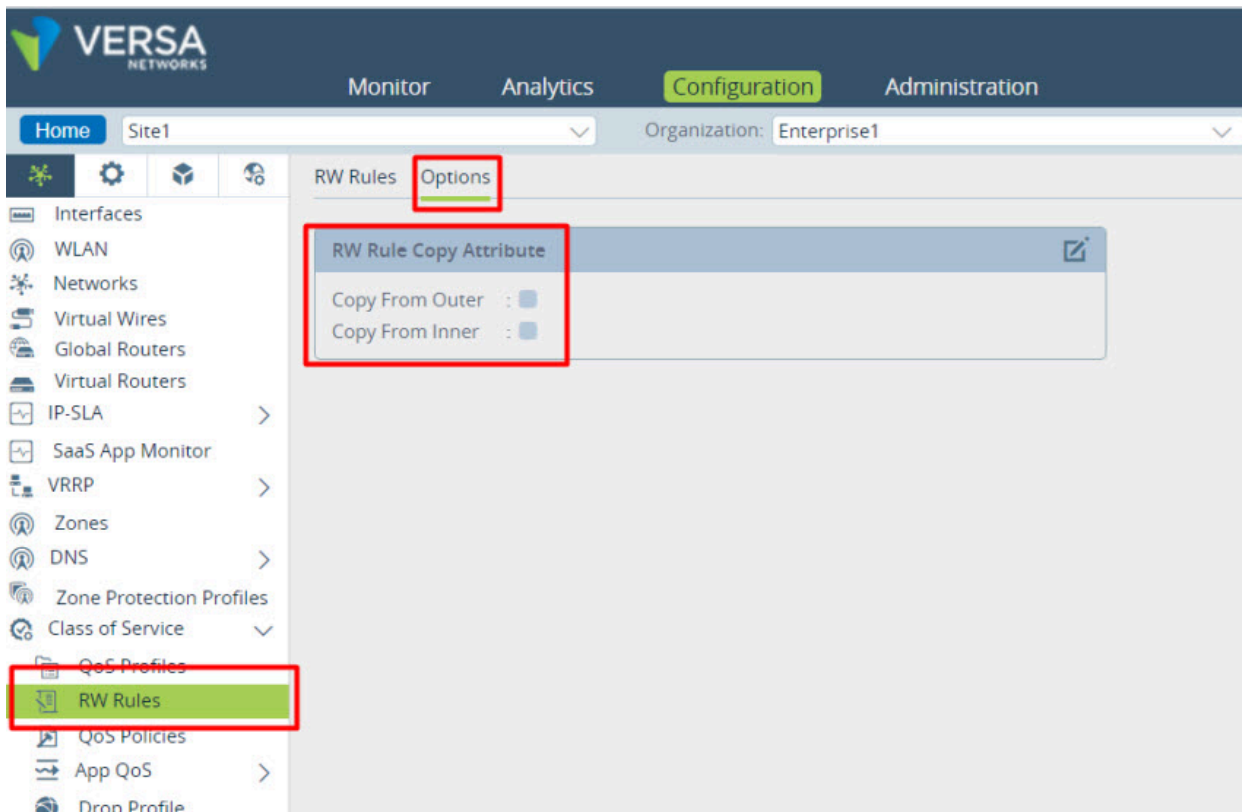 VERSA
NETWORKS
Monitor Analytics Configuration Administration
Home Site1 Organization: Enterprise1
RW Rules Options
Interfaces
WLAN
Networks
Virtual Wires
Global Routers
Virtual Routers
IP-SLA
SaaS App Monitor
VRRP
Zones
DNS
Zone Protection Profiles
Class of Service
QoS Profiles
RW Rules
QoS Policies
App QoS
Drop Profile
RW Rule Copy Attribute
Copy From Outer :
Copy From Inner :